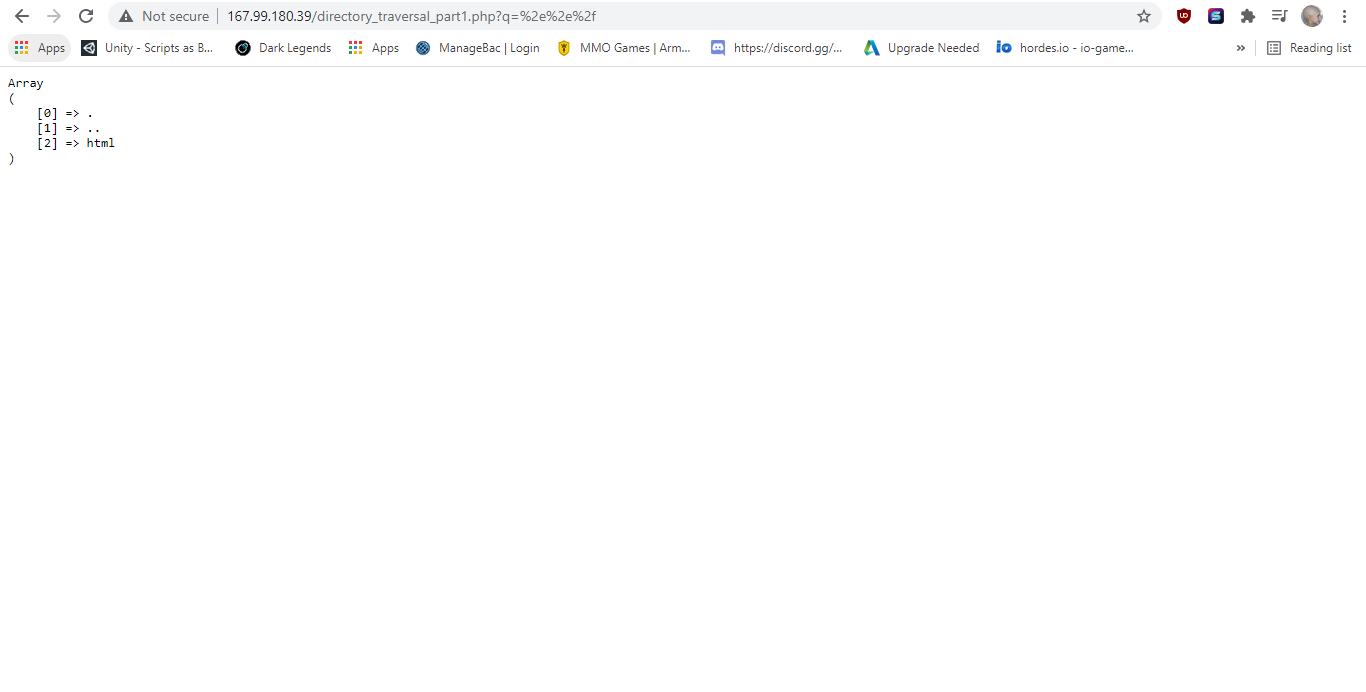 Not secure | 167.99.180.39/directory_traversal_part1.php?q=%2e%2e%2f
Apps Unity - Scripts as B... Dark Legends Apps ManageBac | Login MMO Games | Arm... https://discord.gg/... Upgrade Needed hordes.io - io-game... » Reading list
Array
(
    [0] => .
    [1] => ..
    [2] => html
)